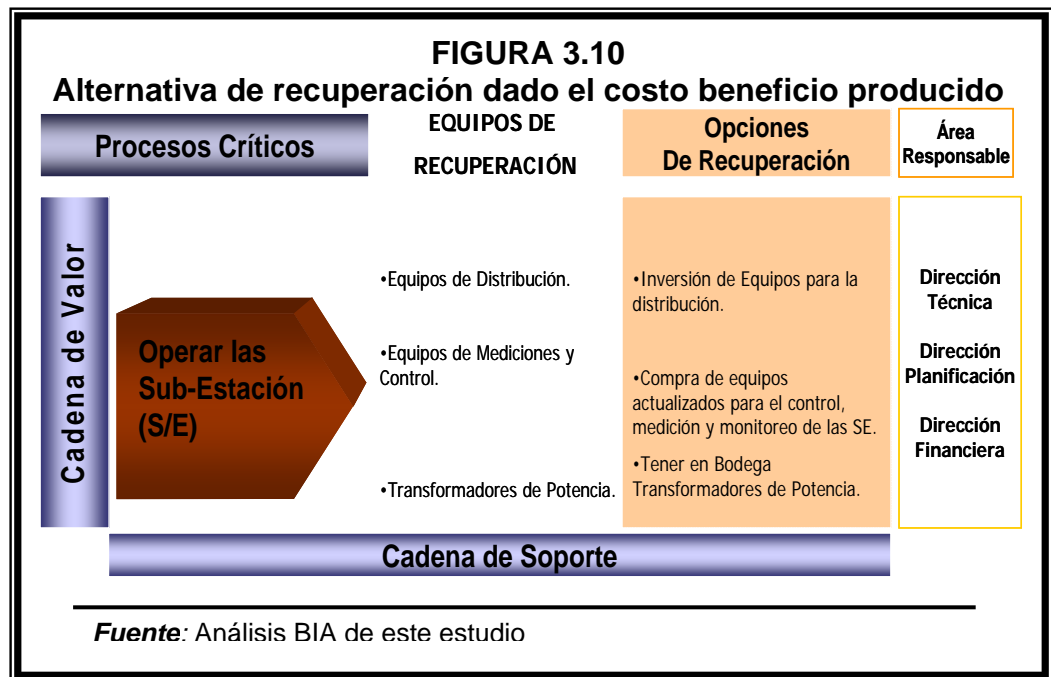 FIGURA 3.10
Alternativa de recuperación dado el costo beneficio producido
Procesos Críticos
EQUIPOS DE
RECUPERACIÓN
Opciones
De Recuperación
Área
Responsable
Cadena de Valor
Operar las
Sub-Estación
(S/E)
•Equipos de Distribución.
•Equipos de Mediciones y
Control.
•Transformadores de Potencia.
•Inversión de Equipos para la
distribución.
•Compra de equipos
actualizados para el control,
medición y monitoreo de las SE.
•Tener en Bodega
Transformadores de Potencia.
Dirección
Técnica
Dirección
Planificación
Dirección
Financiera
Cadena de Soporte
Fuente: Análisis BIA de este estudio